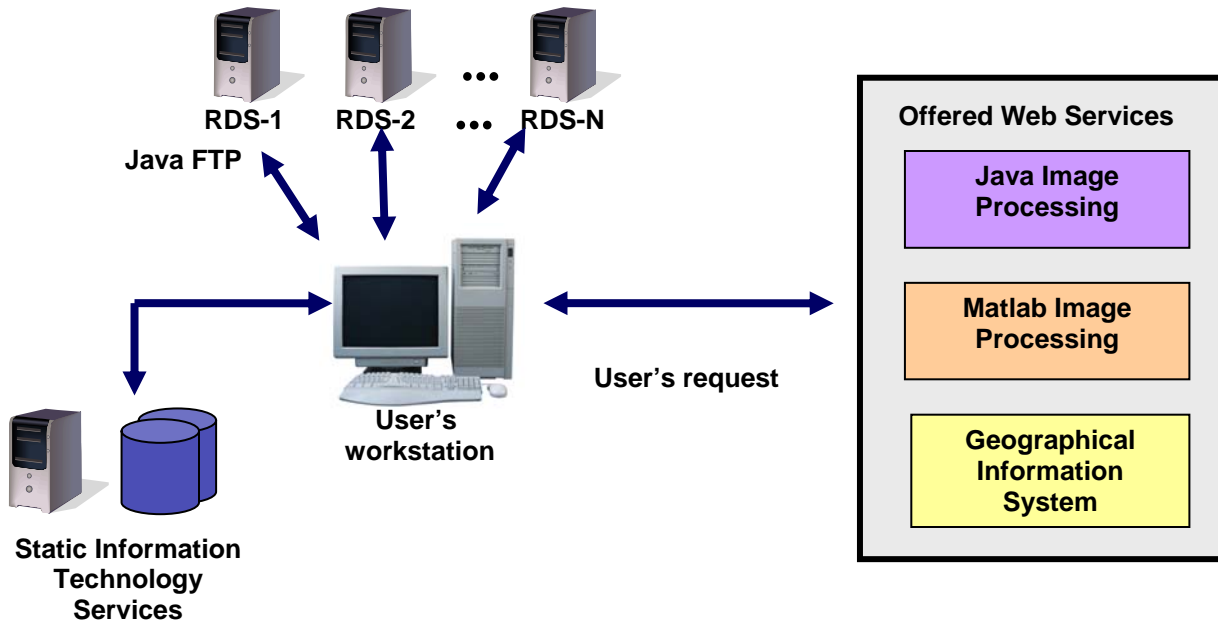 RDS-1 RDS-2 ... RDS-N
Java FTP
User's
workstation
User's request
Static Information
Technology
Services
Offered Web Services
Java Image
Processing
Matlab Image
Processing
Geographical
Information
System